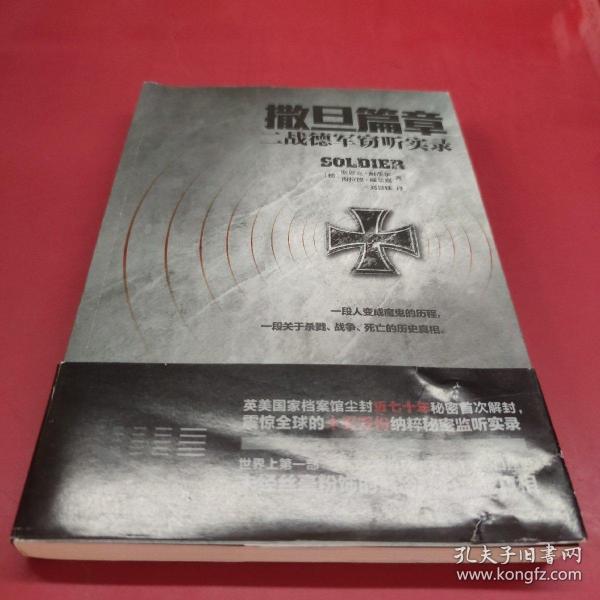 撒旦篇章
二战德军窃听实录
SOLDIER
译
一段人变成魔鬼的历程，
一段关于杀戮、战争、死亡的历史真相。
英美国家档案馆尘封近七十年秘密首次解封，
震惊全球的 纳粹秘密监听实录
世界上第一部
孔夫子旧书网
www.kongfz.com